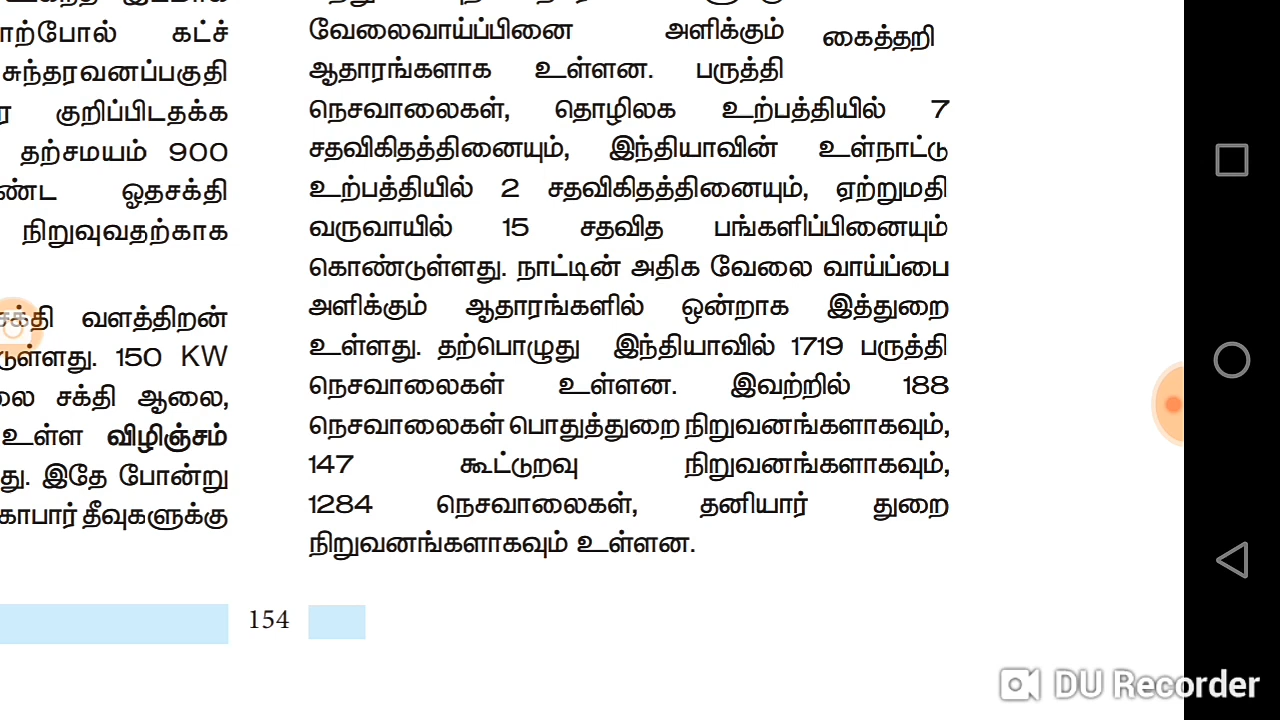 கட்ச்
சுந்தரவனப்பகுதி
குறிப்பிடதக்க
தற்சமயம் 900
ஓதசக்தி
நிறுவுவதற்காக
வளத்திறன்
150 KW
சக்தி ஆலை,
உள்ள விழிஞ்சம்
இதே போன்று
தீவுகளுக்கு
வேலைவாய்ப்பினை அளிக்கும்
ஆதாரங்களாக உள்ளன. பருத்தி
நெசவாலைகள், தொழிலக உற்பத்தியில் 7
சதவிகிதத்தினையும், இந்தியாவின் உள்நாட்டு
உற்பத்தியில் 2 சதவிகிதத்தினையும், ஏற்றுமதி
வருவாயில் 15 சதவித பங்களிப்பினையும்
கொண்டுள்ளது. நாட்டின் அதிக வேலை வாய்ப்பை
அளிக்கும் ஆதாரங்களில் ஒன்றாக இத்துறை
உள்ளது. தற்பொழுது இந்தியாவில் 1719 பருத்தி
நெசவாலைகள் உள்ளன. இவற்றில் 188
நெசவாலைகள் பொதுத்துறை நிறுவனங்களாகவும்,
147 கூட்டுறவு நிறுவனங்களாகவும்,
1284 நெசவாலைகள், தனியார் துறை
நிறுவனங்களாகவும் உள்ளன.
கைத்தறி
154
DU Recorder